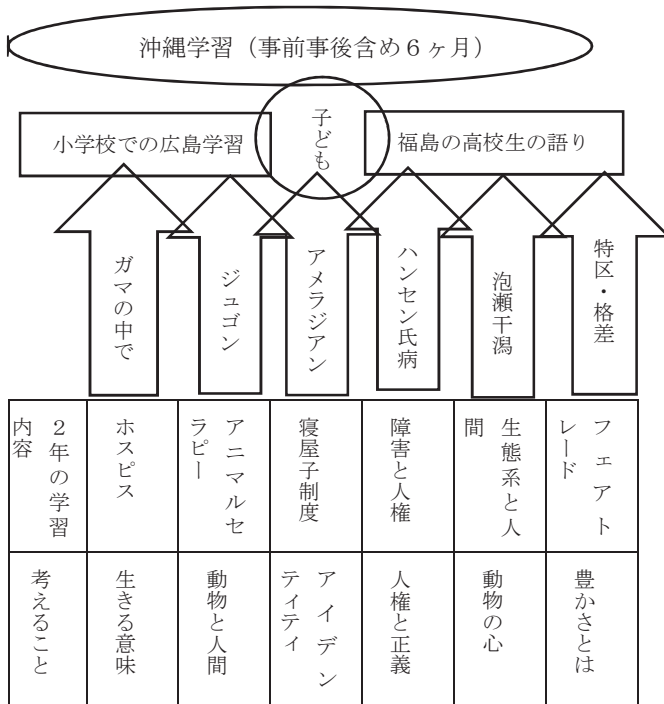 沖縄学習（事前事後含め６ヶ月）
小学校での広島学習
子ども
福島の高校生の語り
ガマの中で
ジュゴン
アメラジアン
ハンセン氏病
泡瀬干潟
特区・格差
２年の学習
内容
ホスピス
アニマルセ
ラピー
寝屋子制度
障害と人権
生態系と人
間
フェアト
レード
考えること
生きる意味
動物と人間
アイデン
ティティ
人権と正義
動物の心
豊かさとは